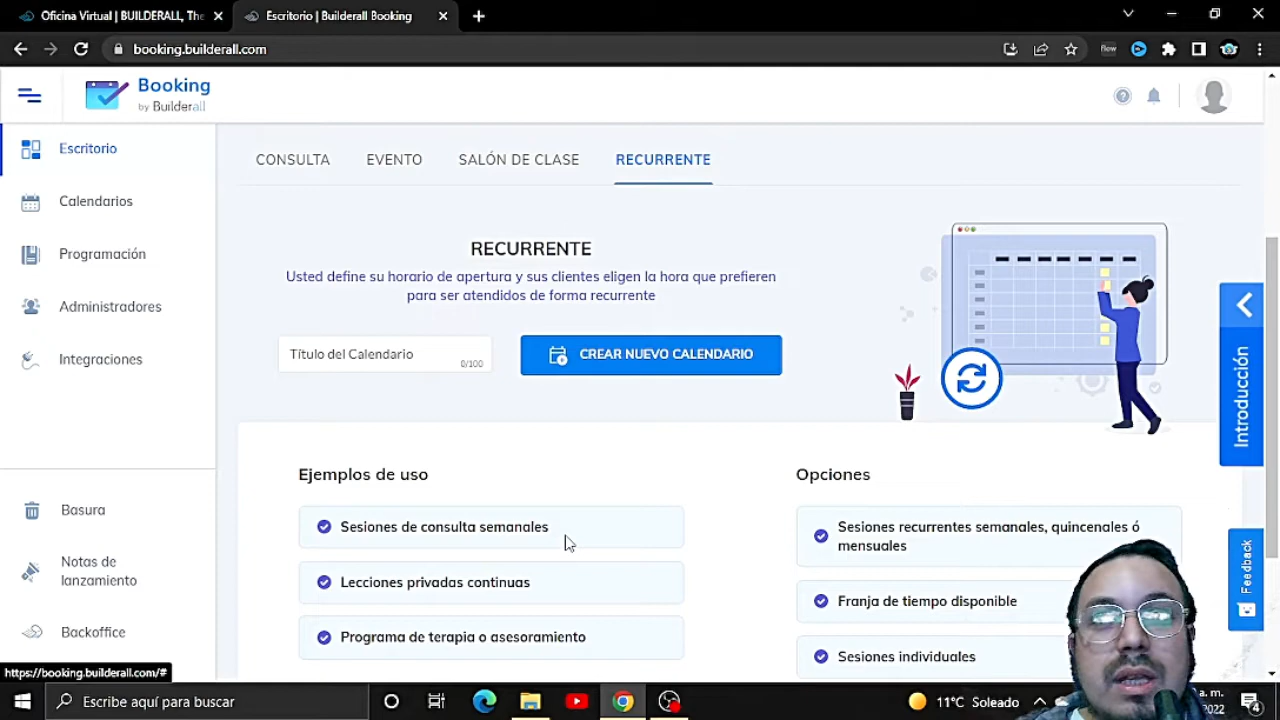 Oficina Virtual | BUILDERALL, The
Escritorio | Builderall Booking
booking.builderall.com
flow
Booking
by Builderall
Escritorio
Calendarios
Programación
Administradores
Integraciones
Basura
Notas de
lanzamiento
Backoffice
CONSULTA
EVENTO
SALÓN DE CLASE
RECURRENTE
RECURRENTE
Usted define su horario de apertura y sus clientes eligen la hora que prefieren
para ser atendidos de forma recurrente
Título del Calendario
0/100
CREAR NUEVO CALENDARIO
Introducción
Ejemplos de uso
Sesiones de consulta semanales
Lecciones privadas continuas
Programa de terapia o asesoramiento
Opciones
Sesiones recurrentes semanales, quincenales ó
mensuales
Franja de tiempo disponible
Sesiones individuales
Feedback
https://booking.builderall.com/#
Escribe aquí para buscar
11°C Soleado
a. m.
2022
4